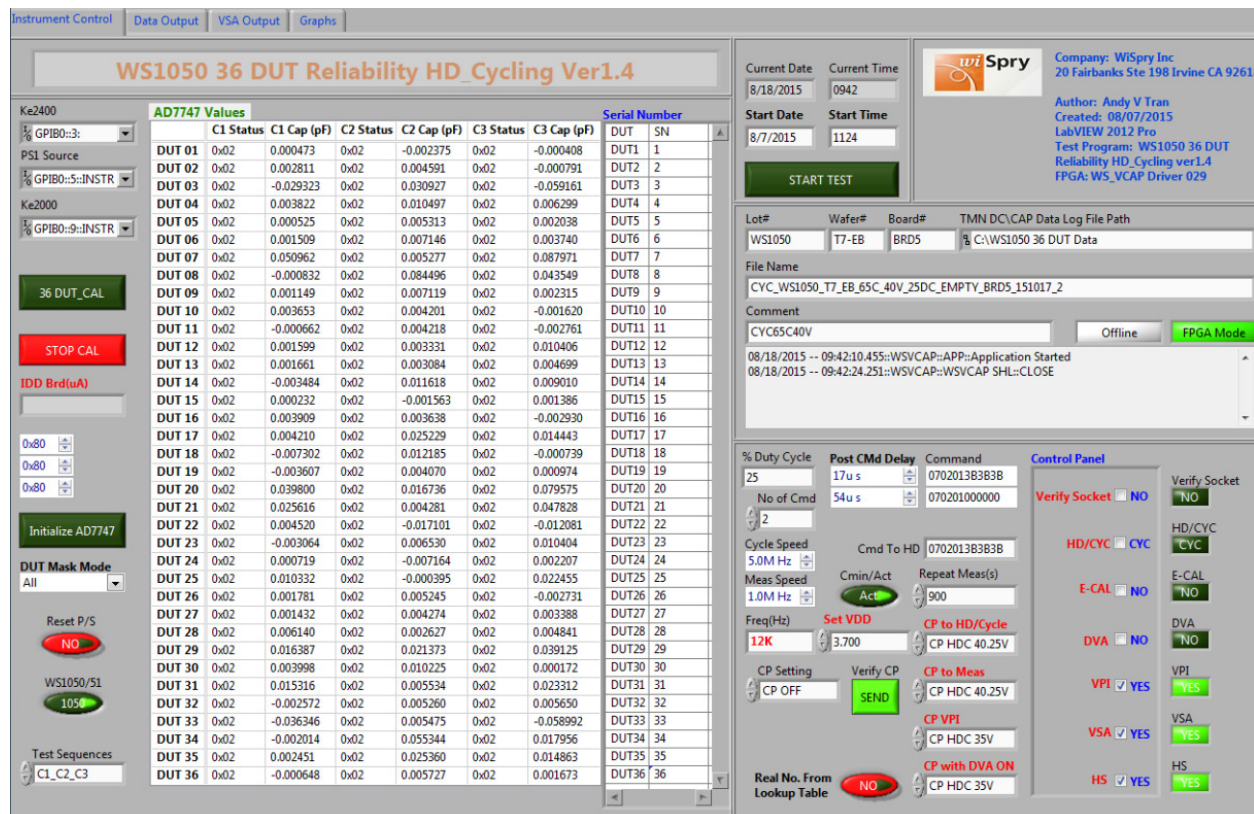 Instrument Control Data Output VSA Output Graphs
WS1050 36 DUT Reliability HD_Cycling Ver1.4
Ke2400
GPIB0::3:
PS1 Source
GPIB0::5::INSTR
Ke2000
GPIB0::9::INSTR
36 DUT_CAL
STOP CAL
IDD Brd(uA)
0x80
0x80
0x80
Initialize AD7747
DUT Mask Mode
All
Reset P/S
NO
WS1050/51
1050
Test Sequences
C1_C2_C3
AD7747 Values
C1 Status C1 Cap (pF) C2 Status C2 Cap (pF) C3 Status C3 Cap (pF)
DUT 01 0x02 0.000473 0x02 -0.002375 0x02 -0.000408
DUT 02 0x02 0.002811 0x02 0.004591 0x02 -0.000791
DUT 03 0x02 -0.029323 0x02 0.030927 0x02 -0.059161
DUT 04 0x02 0.003822 0x02 0.010497 0x02 0.006299
DUT 05 0x02 0.000525 0x02 0.005313 0x02 0.002038
DUT 06 0x02 0.001509 0x02 0.007146 0x02 0.003740
DUT 07 0x02 0.050962 0x02 0.005277 0x02 0.087971
DUT 08 0x02 -0.000832 0x02 0.084496 0x02 0.043549
DUT 09 0x02 0.001149 0x02 0.007119 0x02 0.002315
DUT 10 0x02 0.003653 0x02 0.004201 0x02 -0.001620
DUT 11 0x02 -0.000662 0x02 0.004218 0x02 -0.002761
DUT 12 0x02 0.001599 0x02 0.003331 0x02 0.010406
DUT 13 0x02 0.001661 0x02 0.003084 0x02 0.004699
DUT 14 0x02 -0.003484 0x02 0.011618 0x02 0.009010
DUT 15 0x02 0.000232 0x02 -0.001563 0x02 0.001386
DUT 16 0x02 0.003909 0x02 0.003638 0x02 -0.002930
DUT 17 0x02 0.004210 0x02 0.025229 0x02 0.014443
DUT 18 0x02 -0.007302 0x02 0.012185 0x02 -0.000739
DUT 19 0x02 -0.003607 0x02 0.004070 0x02 0.000974
DUT 20 0x02 0.039800 0x02 0.016736 0x02 0.079575
DUT 21 0x02 0.025616 0x02 0.004281 0x02 0.047828
DUT 22 0x02 0.004520 0x02 -0.017101 0x02 -0.012081
DUT 23 0x02 -0.003064 0x02 0.006530 0x02 0.010404
DUT 24 0x02 0.000719 0x02 -0.007164 0x02 0.002207
DUT 25 0x02 0.010332 0x02 -0.000395 0x02 0.022455
DUT 26 0x02 0.001781 0x02 0.005245 0x02 -0.002731
DUT 27 0x02 0.001432 0x02 0.004274 0x02 0.003388
DUT 28 0x02 0.006140 0x02 0.002627 0x02 0.004841
DUT 29 0x02 0.016387 0x02 0.021373 0x02 0.039125
DUT 30 0x02 0.003998 0x02 0.010225 0x02 0.000172
DUT 31 0x02 0.015316 0x02 0.005534 0x02 0.023312
DUT 32 0x02 -0.002572 0x02 0.005260 0x02 0.005650
DUT 33 0x02 -0.036346 0x02 0.005475 0x02 -0.058992
DUT 34 0x02 -0.002014 0x02 0.055344 0x02 0.017956
DUT 35 0x02 0.002451 0x02 0.025360 0x02 0.014863
DUT 36 0x02 -0.000648 0x02 0.005727 0x02 0.001673
Serial Number
DUT SN
DUT1 1
DUT2 2
DUT3 3
DUT4 4
DUT5 5
DUT6 6
DUT7 7
DUT8 8
DUT9 9
DUT10 10
DUT11 11
DUT12 12
DUT13 13
DUT14 14
DUT15 15
DUT16 16
DUT17 17
DUT18 18
DUT19 19
DUT20 20
DUT21 21
DUT22 22
DUT23 23
DUT24 24
DUT25 25
DUT26 26
DUT27 27
DUT28 28
DUT29 29
DUT30 30
DUT31 31
DUT32 32
DUT33 33
DUT34 34
DUT35 35
DUT36 36
Current Date Current Time
8/18/2015 0942
Start Date Start Time
8/7/2015 1124
START TEST
wiSpry
Company: WiSpry Inc
20 Fairbanks Ste 198 Irvine CA 9261
Author: Andy V Tran
Created: 08/07/2015
LabVIEW 2012 Pro
Test Program: WS1050 36 DUT
Reliability HD_Cycling ver1.4
FPGA: WS_VCAP Driver 029
Lot# Wafer# Board# TMN DC\CAP Data Log File Path
WS1050 T7-EB BRD5 C:\WS1050 36 DUT Data
File Name
CYC_WS1050_T7_EB_65C_40V_25DC_EMPTY_BRD5_151017_2
Comment
CYC65C40V Offline FPGA Mode
08/18/2015 -- 09:42:10.455::WSVCAP::APP::Application Started
08/18/2015 -- 09:42:24.251::WSVCAP::WSVCAP SHL::CLOSE
% Duty Cycle Post CMd Delay Command
25 17u s 0702013B3B3B
No of Cmd 54u s 070201000000
2
Cycle Speed Cmd To HD 0702013B3B3B
5.0M Hz
Meas Speed Cmin/Act Repeat Meas(s)
1.0M Hz Act 900
Freq(Hz) Set VDD CP to HD/Cycle
12K 3.700 CP HDC 40.25V
CP Setting Verify CP CP to Meas
CP OFF SEND CP HDC 40.25V
CP VPI
CP HDC 35V
CP with DVA ON
Real No. From Lookup Table NO CP HDC 35V
Control Panel
Verify Socket NO
HD/CYC CYC
E-CAL NO
DVA NO
VPI YES
VSA YES
HS YES
Verify Socket
NO
HD/CYC
CYC
E-CAL
NO
DVA
NO
VPI
YES
VSA
YES
HS
YES